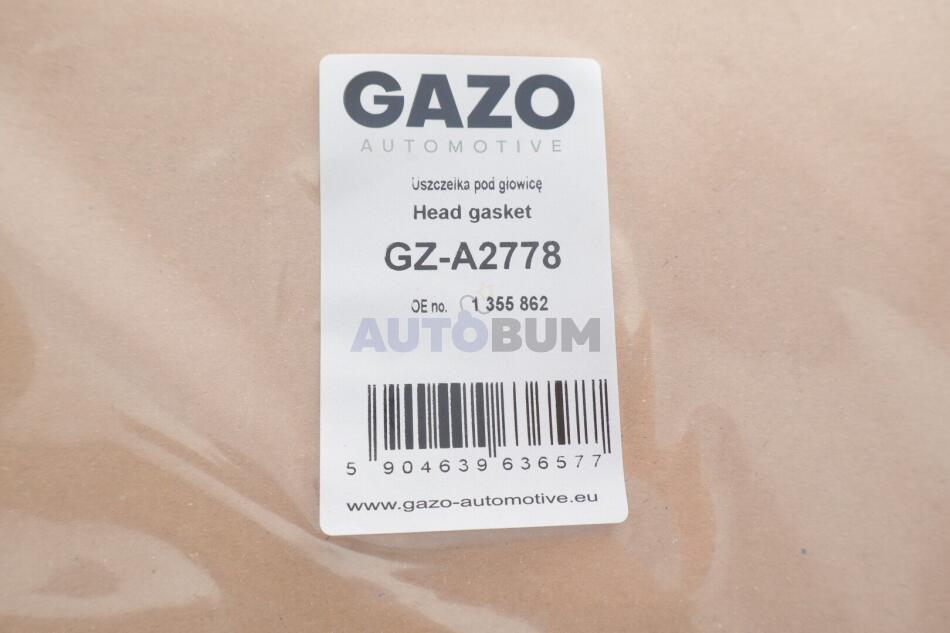 GAZO
AUTOMOTIVE
Uszczelka pod głowicę
Head gasket
GZ-A2778
OE no. 1 355 862
AUTOBUM
5 904639 636577
www.gazo-automotive.eu